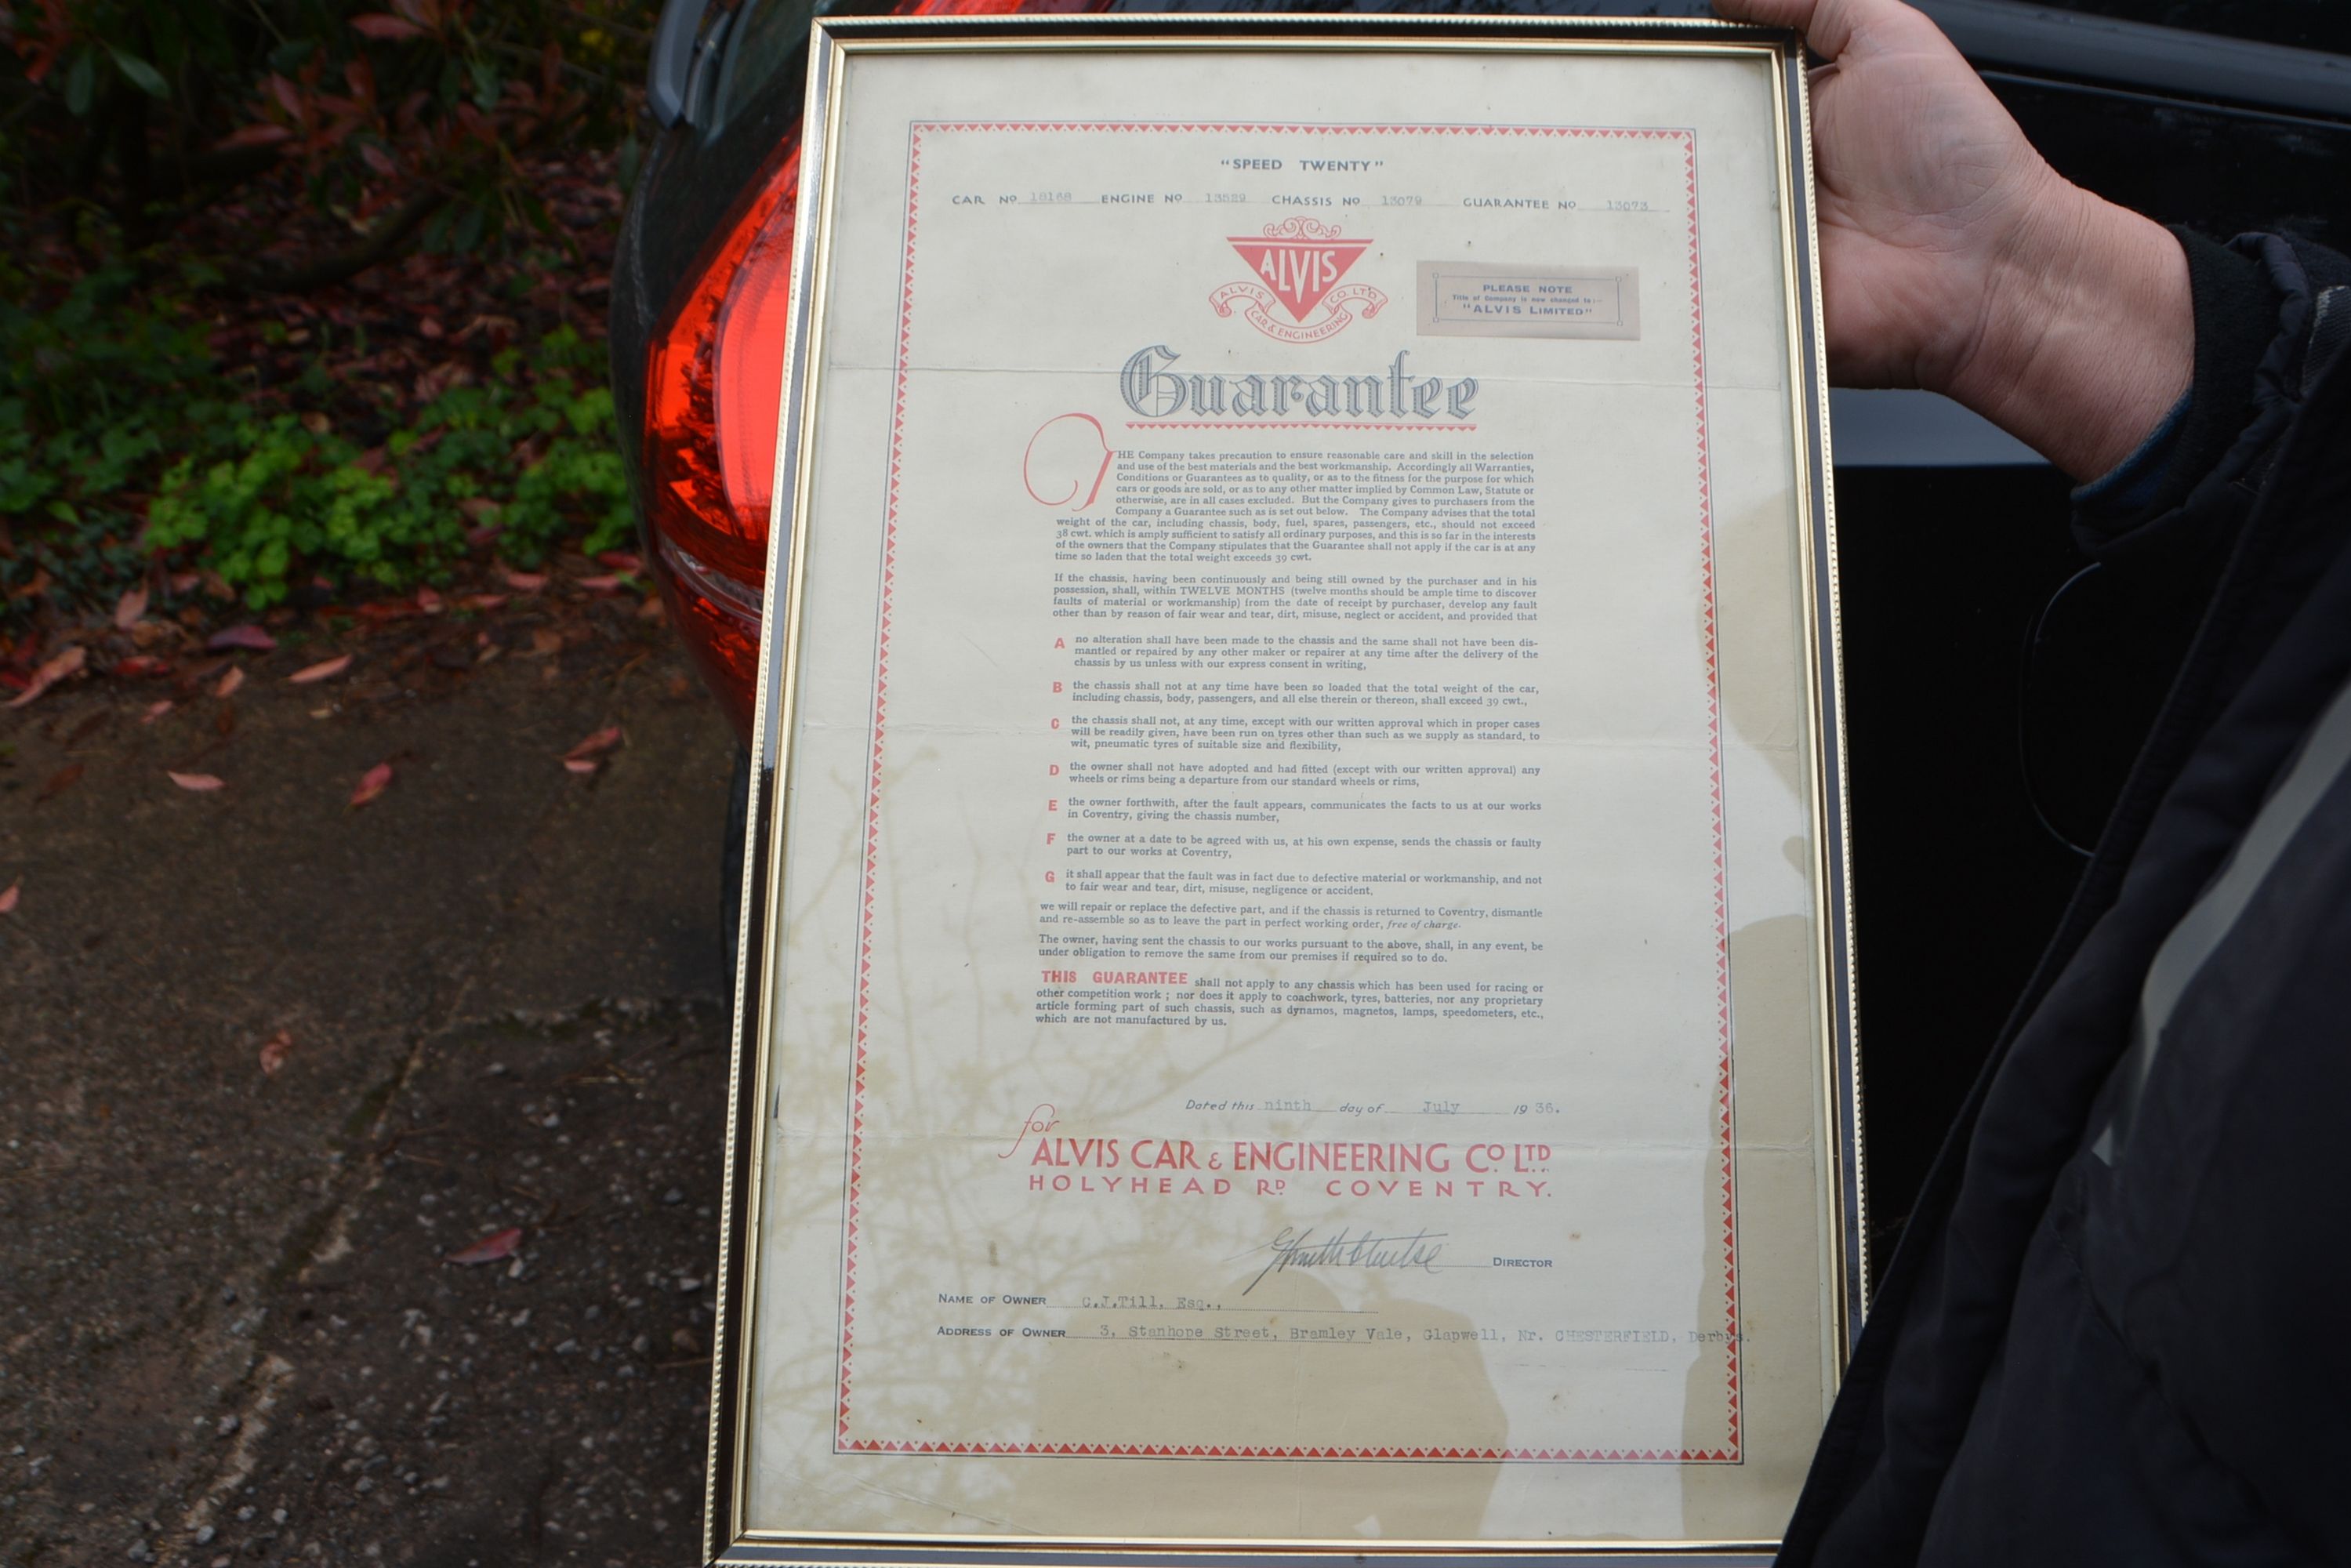 "SPEED TWENTY"
CAR NO 18168 ENGINE NO 13529 CHASSIS NO 13079 GUARANTEE NO 13073
ALVIS
ALVIS CAR & ENGINEERING CO. LTD.
PLEASE NOTE
Title of Company is now changed to:—
"ALVIS LIMITED"
Guarantee
THE Company takes precaution to ensure reasonable care and skill in the selection
and use of the best materials and the best workmanship. Accordingly all Warranties,
Conditions or Guarantees as to quality, or as to the fitness for the purpose for which
cars or goods are sold, or as to any other matter implied by Common Law, Statute or
otherwise, are in all cases excluded. But the Company gives to purchasers from the
Company a Guarantee such as is set out below. The Company advises that the total
weight of the car, including chassis, body, fuel, spares, passengers, etc., should not exceed
38 cwt. which is amply sufficient to satisfy all ordinary purposes, and this is so far in the interests
of the owners that the Company stipulates that the Guarantee shall not apply if the car is at any
time so laden that the total weight exceeds 39 cwt.
If the chassis, having been continuously and being still owned by the purchaser and in his
possession, shall, within TWELVE MONTHS (twelve months should be ample time to discover
faults of material or workmanship) from the date of receipt by purchaser, develop any fault
other than by reason of fair wear and tear, dirt, misuse, neglect or accident, and provided that
A no alteration shall have been made to the chassis and the same shall not have been dis-
mantled or repaired by any other maker or repairer at any time after the delivery of the
chassis by us unless with our express consent in writing,
B the chassis shall not at any time have been so loaded that the total weight of the car,
including chassis, body, passengers, and all else therein or thereon, shall exceed 39 cwt.,
C the chassis shall not, at any time, except with our written approval which in proper cases
will be readily given, have been run on tyres other than such as we supply as standard, to
wit, pneumatic tyres of suitable size and flexibility,
D the owner shall not have adopted and had fitted (except with our written approval) any
wheels or rims being a departure from our standard wheels or rims,
E the owner forthwith, after the fault appears, communicates the facts to us at our works
in Coventry, giving the chassis number,
F the owner at a date to be agreed with us, at his own expense, sends the chassis or faulty
part to our works at Coventry,
G it shall appear that the fault was in fact due to defective material or workmanship, and not
to fair wear and tear, dirt, misuse, negligence or accident,
we will repair or replace the defective part, and if the chassis is returned to Coventry, dismantle
and re-assemble so as to leave the part in perfect working order, free of charge.
The owner, having sent the chassis to our works pursuant to the above, shall, in any event, be
under obligation to remove the same from our premises if required so to do.
THIS GUARANTEE shall not apply to any chassis which has been used for racing or
other competition work ; nor does it apply to coachwork, tyres, batteries, nor any proprietary
article forming part of such chassis, such as dynamos, magnetos, lamps, speedometers, etc.,
which are not manufactured by us.
Dated this ninth day of July 1936.
for
ALVIS CAR & ENGINEERING CO. LTD.
HOLYHEAD RD COVENTRY.
DIRECTOR
NAME OF OWNER C.J.Till, Esq.,
ADDRESS OF OWNER 3, Stanhope Street, Bramley Vale, Glapwell, Nr. CHESTERFIELD, Derbys.